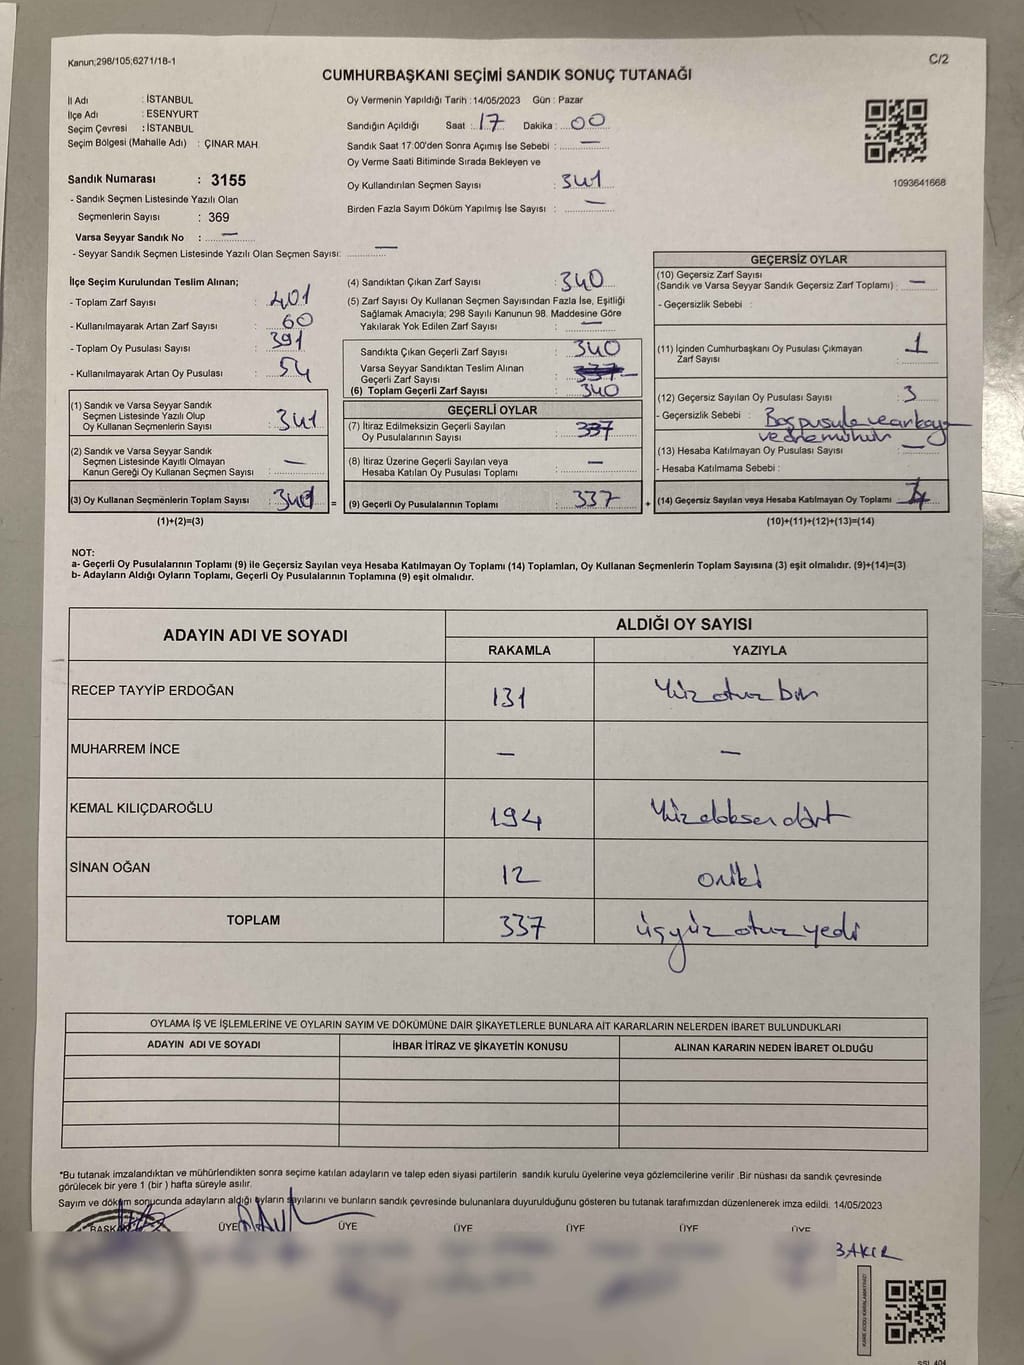 Kanun;298/105;6271/18-1
C/2
CUMHURBAŞKANI SEÇİMİ SANDIK SONUÇ TUTANAĞI
İl Adı : İSTANBUL
İlçe Adı : ESENYURT
Seçim Çevresi : İSTANBUL
Seçim Bölgesi (Mahalle Adı) : ÇINAR MAH.
Oy Vermenin Yapıldığı Tarih : 14/05/2023 Gün : Pazar
Sandığın Açıldığı Saat : 17 Dakika : 00
Sandık Saat 17.00'den Sonra Açımış İse Sebebi : —
Oy Verme Saati Bitiminde Sırada Bekleyen ve
Oy Kullandırılan Seçmen Sayısı : 341
Birden Fazla Sayım Döküm Yapılmış İse Sayısı : —
1093641668
Sandık Numarası : 3155
- Sandık Seçmen Listesinde Yazılı Olan
Seçmenlerin Sayısı : 369
Varsa Seyyar Sandık No : —
- Seyyar Sandık Seçmen Listesinde Yazılı Olan Seçmen Sayısı: —
İlçe Seçim Kurulundan Teslim Alınan;
- Toplam Zarf Sayısı : 401
- Kullanılmayarak Artan Zarf Sayısı : 60
- Toplam Oy Pusulası Sayısı : 391
- Kullanılmayarak Artan Oy Pusulası : 54
(1) Sandık ve Varsa Seyyar Sandık
Seçmen Listesinde Yazılı Olup
Oy Kullanan Seçmenlerin Sayısı : 341
(2) Sandık ve Varsa Seyyar Sandık
Seçmen Listesinde Kayıtlı Olmayan
Kanun Gereği Oy Kullanan Seçmen Sayısı : —
(3) Oy Kullanan Seçmenlerin Toplam Sayısı :
(1)+(2)=(3)
(4) Sandıktan Çıkan Zarf Sayısı : 340
(5) Zarf Sayısı Oy Kullanan Seçmen Sayısından Fazla İse, Eşitliği
Sağlamak Amacıyla; 298 Sayılı Kanunun 98. Maddesine Göre
Yakılarak Yok Edilen Zarf Sayısı : —
Sandıkta Çıkan Geçerli Zarf Sayısı : 340
Varsa Seyyar Sandıktan Teslim Alınan
Geçerli Zarf Sayısı : 337 —
(6) Toplam Geçerli Zarf Sayısı : 340
GEÇERLİ OYLAR
(7) İtiraz Edilmeksizin Geçerli Sayılan
Oy Pusulalarının Sayısı : 337
(8) İtiraz Üzerine Geçerli Sayılan veya
Hesaba Katılan Oy Pusulası Toplamı : —
= (9) Geçerli Oy Pusulalarının Toplamı : 337 +
GEÇERSİZ OYLAR
(10) Geçersiz Zarf Sayısı
(Sandık ve Varsa Seyyar Sandık Geçersiz Zarf Toplamı) : —
- Geçersizlik Sebebi :
(11) İçinden Cumhurbaşkanı Oy Pusulası Çıkmayan
Zarf Sayısı : 1
(12) Geçersiz Sayılan Oy Pusulası Sayısı : 3
- Geçersizlik Sebebi : Boş pusula
(13) Hesaba Katılmayan Oy Pusulası Sayısı : —
- Hesaba Katılmama Sebebi :
(14) Geçersiz Sayılan veya Hesaba Katılmayan Oy Toplamı :
(10)+(11)+(12)+(13)=(14)
NOT:
a- Geçerli Oy Pusulalarının Toplamı (9) ile Geçersiz Sayılan veya Hesaba Katılmayan Oy Toplamı (14) Toplamları, Oy Kullanan Seçmenlerin Toplam Sayısına (3) eşit olmalıdır. (9)+(14)=(3)
b- Adayların Aldığı Oyların Toplamı, Geçerli Oy Pusulalarının Toplamına (9) eşit olmalıdır.
ADAYIN ADI VE SOYADI
ALDIĞI OY SAYISI
RAKAMLA YAZIYLA
RECEP TAYYİP ERDOĞAN 131 Yüz otuz bir
MUHARREM İNCE — —
KEMAL KILIÇDAROĞLU 194 Yüz doksan dört
SİNAN OĞAN 12 oniki
TOPLAM 337 üçyüz otuz yedi
OYLAMA İŞ VE İŞLEMLERİNE VE OYLARIN SAYIM VE DÖKÜMÜNE DAİR ŞİKAYETLERLE BUNLARA AİT KARARLARIN NELERDEN İBARET BULUNDUKLARI
ADAYIN ADI VE SOYADI İHBAR İTİRAZ VE ŞİKAYETİN KONUSU ALINAN KARARIN NEDEN İBARET OLDUĞU
*Bu tutanak imzalandıktan ve mühürlendikten sonra seçime katılan adayların ve talep eden siyasi partilerin sandık kurulu üyelerine veya gözlemcilerine verilir .Bir nüshası da sandık çevresinde
görülecek bir yere 1 (bir ) hafta süreyle asılır.
Sayım ve döküm sonucunda adayların aldığı oyların sayılarını ve bunların sandık çevresinde bulunanlara duyurulduğunu gösteren bu tutanak tarafımızdan düzenlenerek imza edildi. 14/05/2023
BAŞKAN ÜYE ÜYE ÜYE ÜYE ÜYE ÜYE
BAKIR
SSI 404